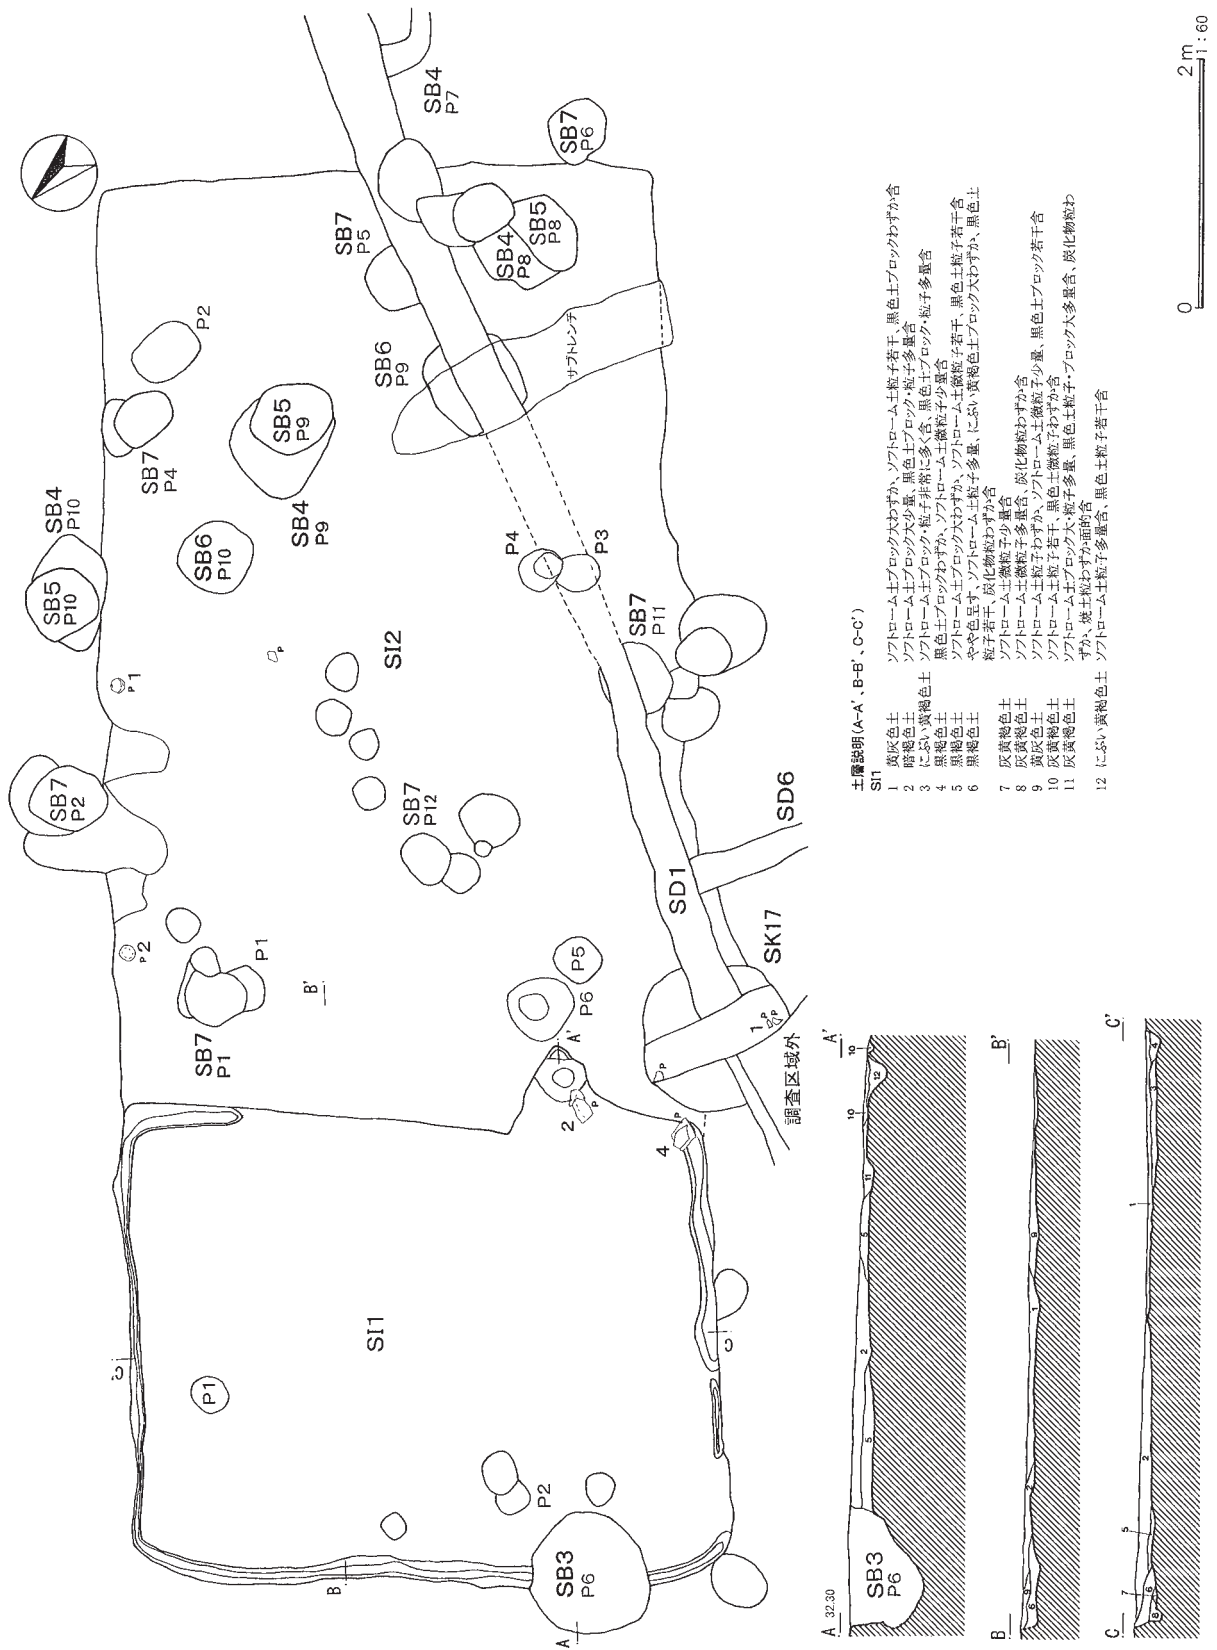 SB4
P7
SB7
P6
SB7
P5
SB4
P8
SB5
P8
P2
SB6
P9
サブトレンチ
SB5
P9
SB7
P4
SB4
P9
SB4
P10
SB5
P10
SB6
P10
P4
P3
SB7
P11
P
P1
SI2
SB7
P2
SB7
P12
SD6
SD1
SK17
P2
P1
B'
P5
P6
SB7
P1
A'
1
P
P
P
調査区域外
2
P
4
P
SI1
C
C
P1
P2
B
SB3
P6
A
土層説明(A-A'、B-B'、C-C')
SI1
1 黄灰色土 ソフトローム土ブロック大わずか、ソフトローム土粒子若干、黒色土ブロックわずか含
2 暗褐色土 ソフトローム土ブロック大少量、黒色土ブロック・粒子多量含
3 にぶい黄褐色土 ソフトローム土ブロック・粒子非常に多く含、黒色土ブロック・粒子多量含
4 黒褐色土 黒色土ブロックわずか、ソフトローム土微粒子少量含
5 黒褐色土 ソフトローム土ブロック大わずか、ソフトローム土微粒子若干、黒色土粒子若干含
6 黒褐色土 やや色呈す、ソフトローム土粒子多量、にぶい黄褐色土ブロック大わずか、黒色土
粒子若干、炭化物粒わずか含
7 灰黄褐色土 ソフトローム土微粒子少量含
8 灰黄褐色土 ソフトローム土微粒子多量含、炭化物粒わずか含
9 黄灰色土 ソフトローム土粒子わずか、ソフトローム土微粒子少量、黒色土ブロック若干含
10 灰黄褐色土 ソフトローム土粒子若干、黒色土微粒子わずか含
11 灰黄褐色土 ソフトローム土ブロック大・粒子多量、黒色土粒子・ブロック大多量含、炭化物粒わ
ずか、焼土粒わずか面的含
12 にぶい黄褐色土 ソフトローム土粒子多量含、黒色土粒子若干含
A 32.30
A'
SB3
P6
5
2
5
11
10
12
10
B
B'
9
6
2
1
9
C
C'
7
8
6
5
2
1
3
4
0
2m
1:60